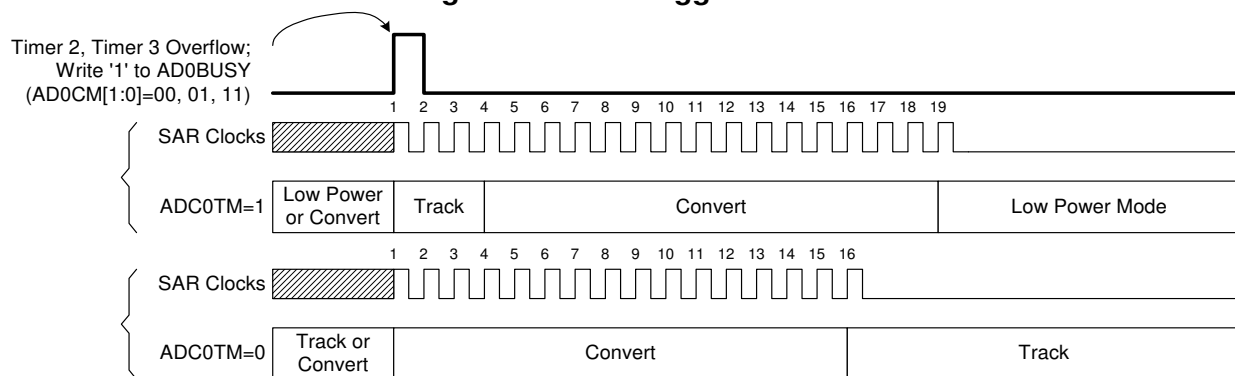 Timer 2, Timer 3 Overflow;
Write '1' to AD0BUSY
(AD0CM[1:0]=00, 01, 11)
1 2 3 4 5 6 7 8 9 10 11 12 13 14 15 16 17 18 19
SAR Clocks
ADC0TM=1
Low Power
or Convert
Track
Convert
Low Power Mode
1 2 3 4 5 6 7 8 9 10 11 12 13 14 15 16
SAR Clocks
ADC0TM=0
Track or
Convert
Convert
Track